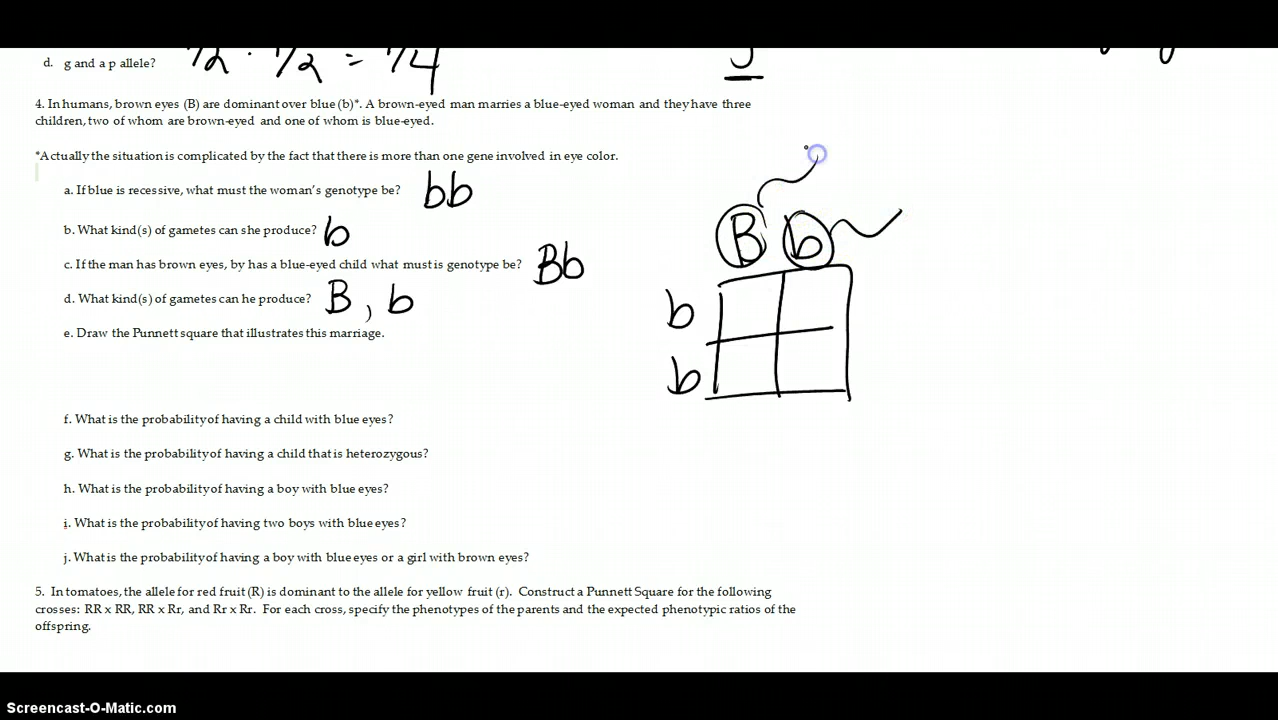 d. g and a p allele? 1/2 · 1/2 = 1/4
4. In humans, brown eyes (B) are dominant over blue (b)*. A brown-eyed man marries a blue-eyed woman and they have three
children, two of whom are brown-eyed and one of whom is blue-eyed.
*Actually the situation is complicated by the fact that there is more than one gene involved in eye color.
a. If blue is recessive, what must the woman's genotype be? bb
b. What kind(s) of gametes can she produce? b
c. If the man has brown eyes, by has a blue-eyed child what must is genotype be? Bb
d. What kind(s) of gametes can he produce? B, b
e. Draw the Punnett square that illustrates this marriage.
B b
b
b
f. What is the probability of having a child with blue eyes?
g. What is the probability of having a child that is heterozygous?
h. What is the probability of having a boy with blue eyes?
i. What is the probability of having two boys with blue eyes?
j. What is the probability of having a boy with blue eyes or a girl with brown eyes?
5. In tomatoes, the allele for red fruit (R) is dominant to the allele for yellow fruit (r). Construct a Punnett Square for the following
crosses: RR x RR, RR x Rr, and Rr x Rr. For each cross, specify the phenotypes of the parents and the expected phenotypic ratios of the
offspring.
Screencast-O-Matic.com